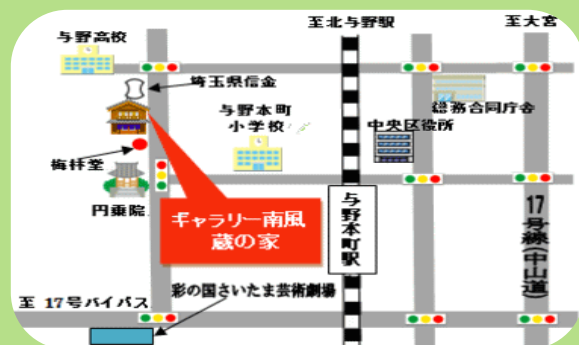 至北与野駅
至大宮
与野高校
埼玉県信金
総務合同庁舎
与野本町
小学校
中央区役所
梅林堂
円乗院
ギャラリー南風
蔵の家
与野本町駅
17号線(中山道)
彩の国さいたま芸術劇場
至 17号バイパス